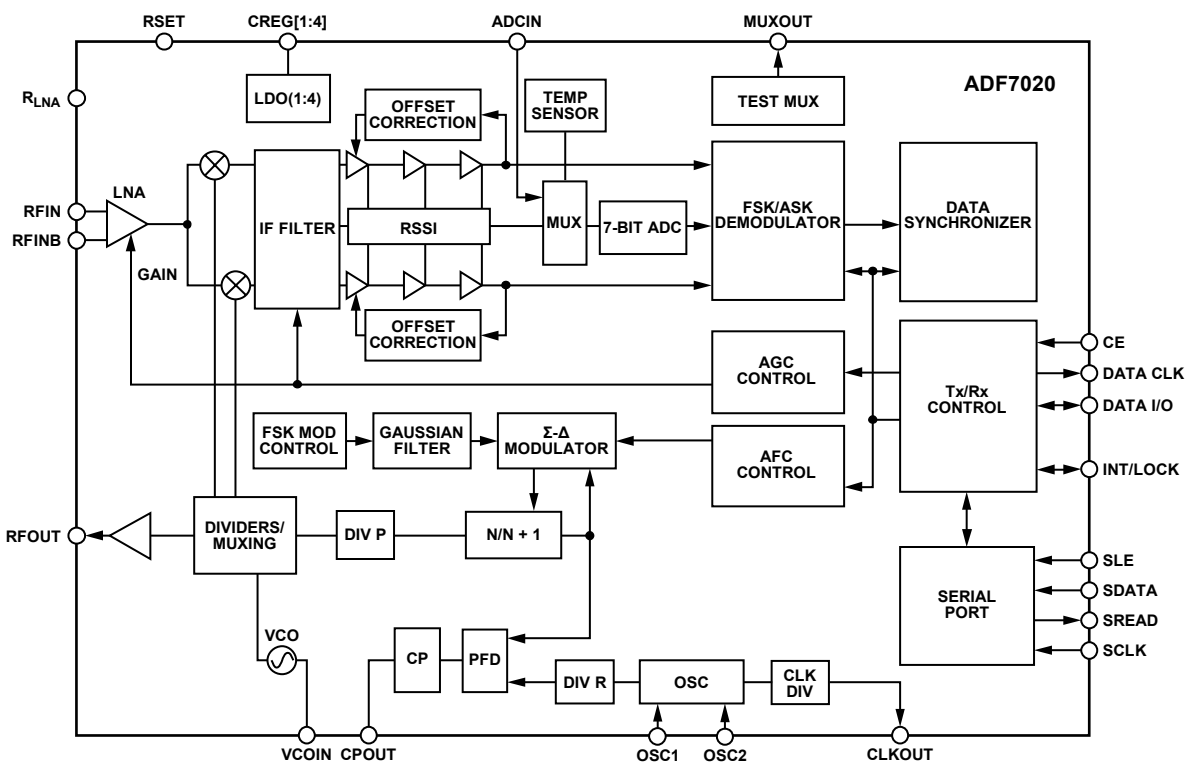 RSET
CREG[1:4]
ADCIN
MUXOUT
ADF7020
RLNA
LDO(1:4)
OFFSET
CORRECTION
TEMP
SENSOR
TEST MUX
LNA
RFIN
RFINB
GAIN
IF FILTER
RSSI
MUX
7-BIT ADC
FSK/ASK
DEMODULATOR
DATA
SYNCHRONIZER
OFFSET
CORRECTION
AGC
CONTROL
Tx/Rx
CONTROL
CE
DATA CLK
DATA I/O
INT/LOCK
FSK MOD
CONTROL
GAUSSIAN
FILTER
Σ-Δ
MODULATOR
AFC
CONTROL
RFOUT
DIVIDERS/
MUXING
DIV P
N/N + 1
SERIAL
PORT
SLE
SDATA
SREAD
SCLK
VCO
CP
PFD
DIV R
OSC
CLK
DIV
VCOIN
CPOUT
OSC1
OSC2
CLKOUT